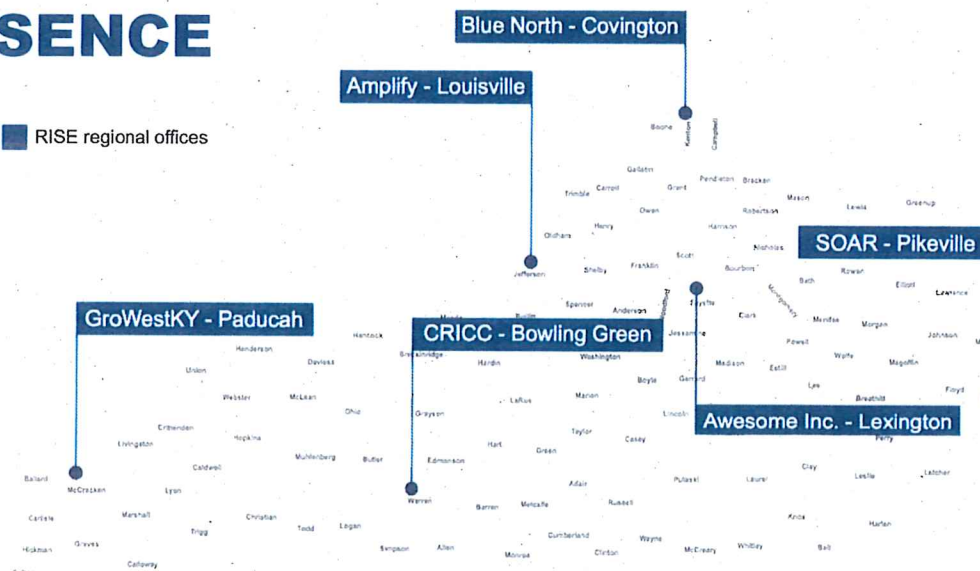 SENCE
Blue North - Covington
Amplify - Louisville
RISE regional offices
Boone
Kenton
Campbell
Gallatin
Pendleton
Bracken
Trimble
Carroll
Grant
Mason
Lewis
Greenup
Owen
Robertson
Oldham
Henry
Harrison
Nicholas
SOAR - Pikeville
Jefferson
Shelby
Franklin
Scott
Bourbon
Bath
Rowan
Elliott
Lawrence
Montgomery
Spencer
Anderson
Fayette
GroWestKY - Paducah
CRICC - Bowling Green
Clark
Menifee
Morgan
Hancock
Jessamine
Powell
Johnson
Henderson
Daviess
Breckinridge
Hardin
Washington
Madison
Estill
Wolfe
Magoffin
Union
Boyle
Garrard
Lee
Breathitt
Floyd
Webster
McLean
LaRue
Marion
Ohio
Grayson
Lincoln
Awesome Inc. - Lexington
Crittenden
Hopkins
Taylor
Casey
Perry
Livingston
Hart
Green
Muhlenberg
Butler
Edmonson
Caldwell
Clay
Ballard
McCracken
Lyon
Adair
Pulaski
Laurel
Leslie
Letcher
Warren
Barren
Metcalfe
Russell
Carlisle
Marshall
Christian
Todd
Logan
Knox
Harlan
Trigg
Cumberland
Wayne
Hickman
Graves
Simpson
Allen
Monroe
Clinton
McCreary
Whitley
Bell
Calloway